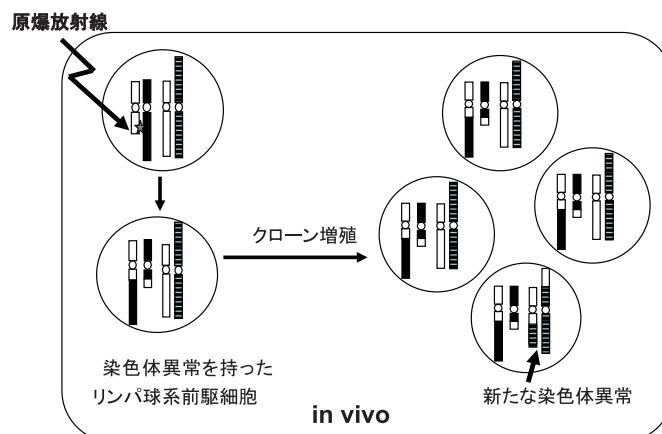 原爆放射線
クローン増殖
染色体異常を持った
リンパ球系前駆細胞
新たな染色体異常
in vivo